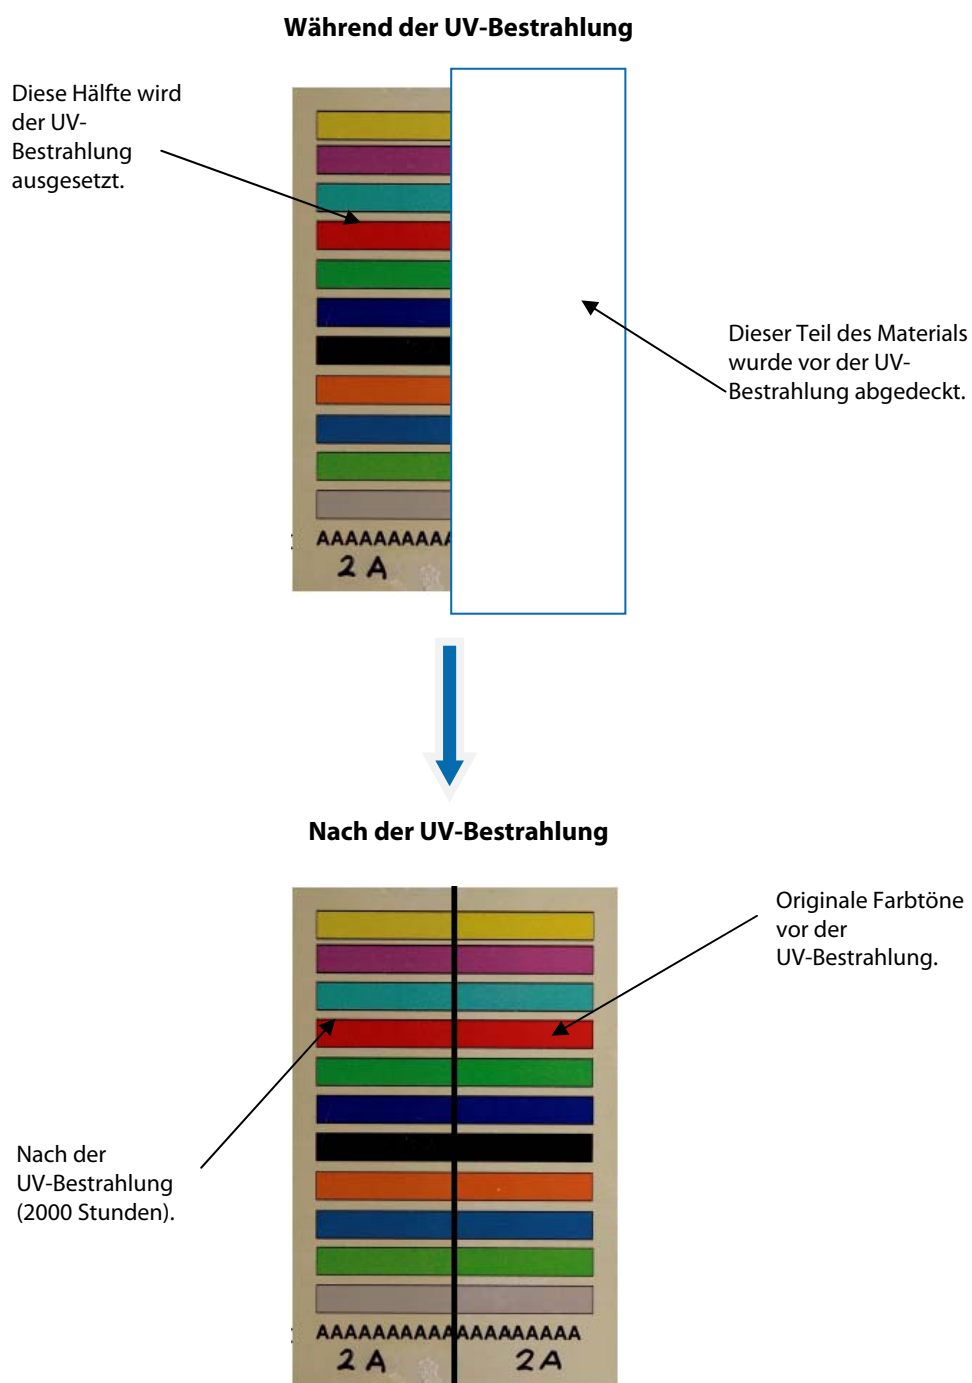 Während der UV-Bestrahlung
Diese Hälfte wird
der UV-
Bestrahlung
ausgesetzt.
Dieser Teil des Materials
wurde vor der UV-
Bestrahlung abgedeckt.
AAAAAAAAAA
2 A
Nach der UV-Bestrahlung
Originale Farbtöne
vor der
UV-Bestrahlung.
Nach der
UV-Bestrahlung
(2000 Stunden).
AAAAAAAAAAAAAAAAAAA
2 A 2 A